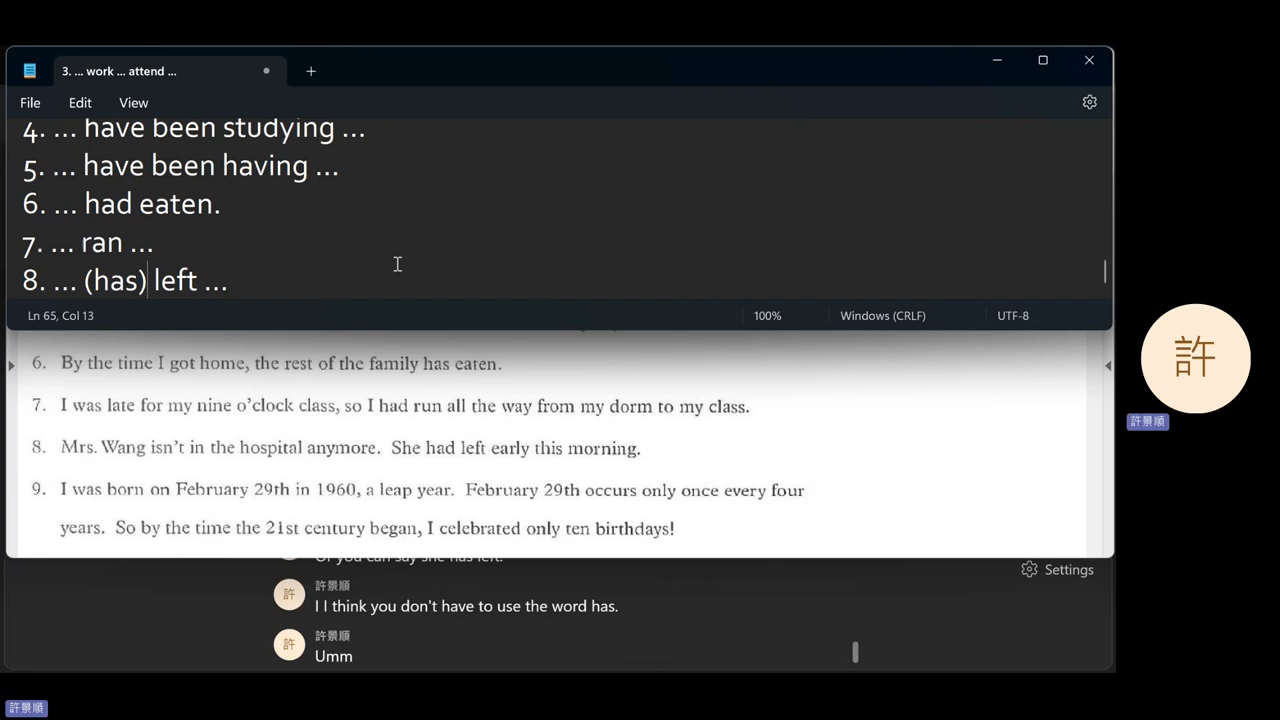 3. ... work ... attend ...
File
Edit
View
4. ... have been studying ...
5. ... have been having ...
6. ... had eaten.
7. ... ran ...
8. ... (has) left ...
Ln 65, Col 13
100%
Windows (CRLF)
UTF-8
6. By the time I got home, the rest of the family has eaten.
7. I was late for my nine o'clock class, so I had run all the way from my dorm to my class.
8. Mrs. Wang isn't in the hospital anymore. She had left early this morning.
9. I was born on February 29th in 1960, a leap year. February 29th occurs only once every four
years. So by the time the 21st century began, I celebrated only ten birthdays!
Or you can say she has left.
Settings
許 許景順
I I think you don't have to use the word has.
許 許景順
Umm
許
許景順
許景順